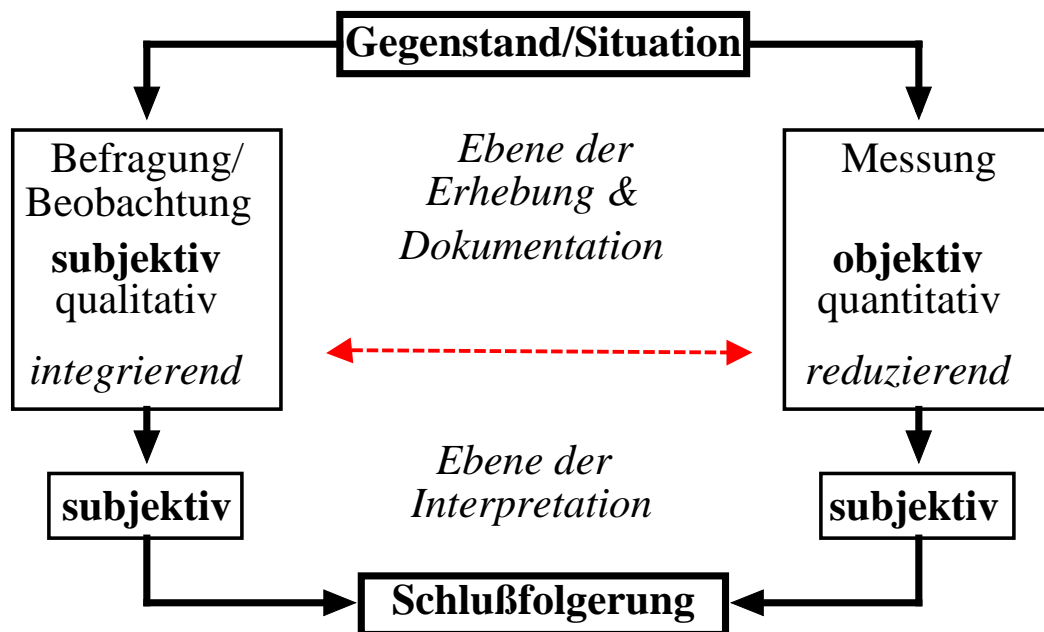 Gegenstand/Situation
Befragung/
Beobachtung
subjektiv
qualitativ
integrierend
Ebene der
Erhebung &
Dokumentation
Messung
objektiv
quantitativ
reduzierend
subjektiv
Ebene der
Interpretation
subjektiv
Schlußfolgerung